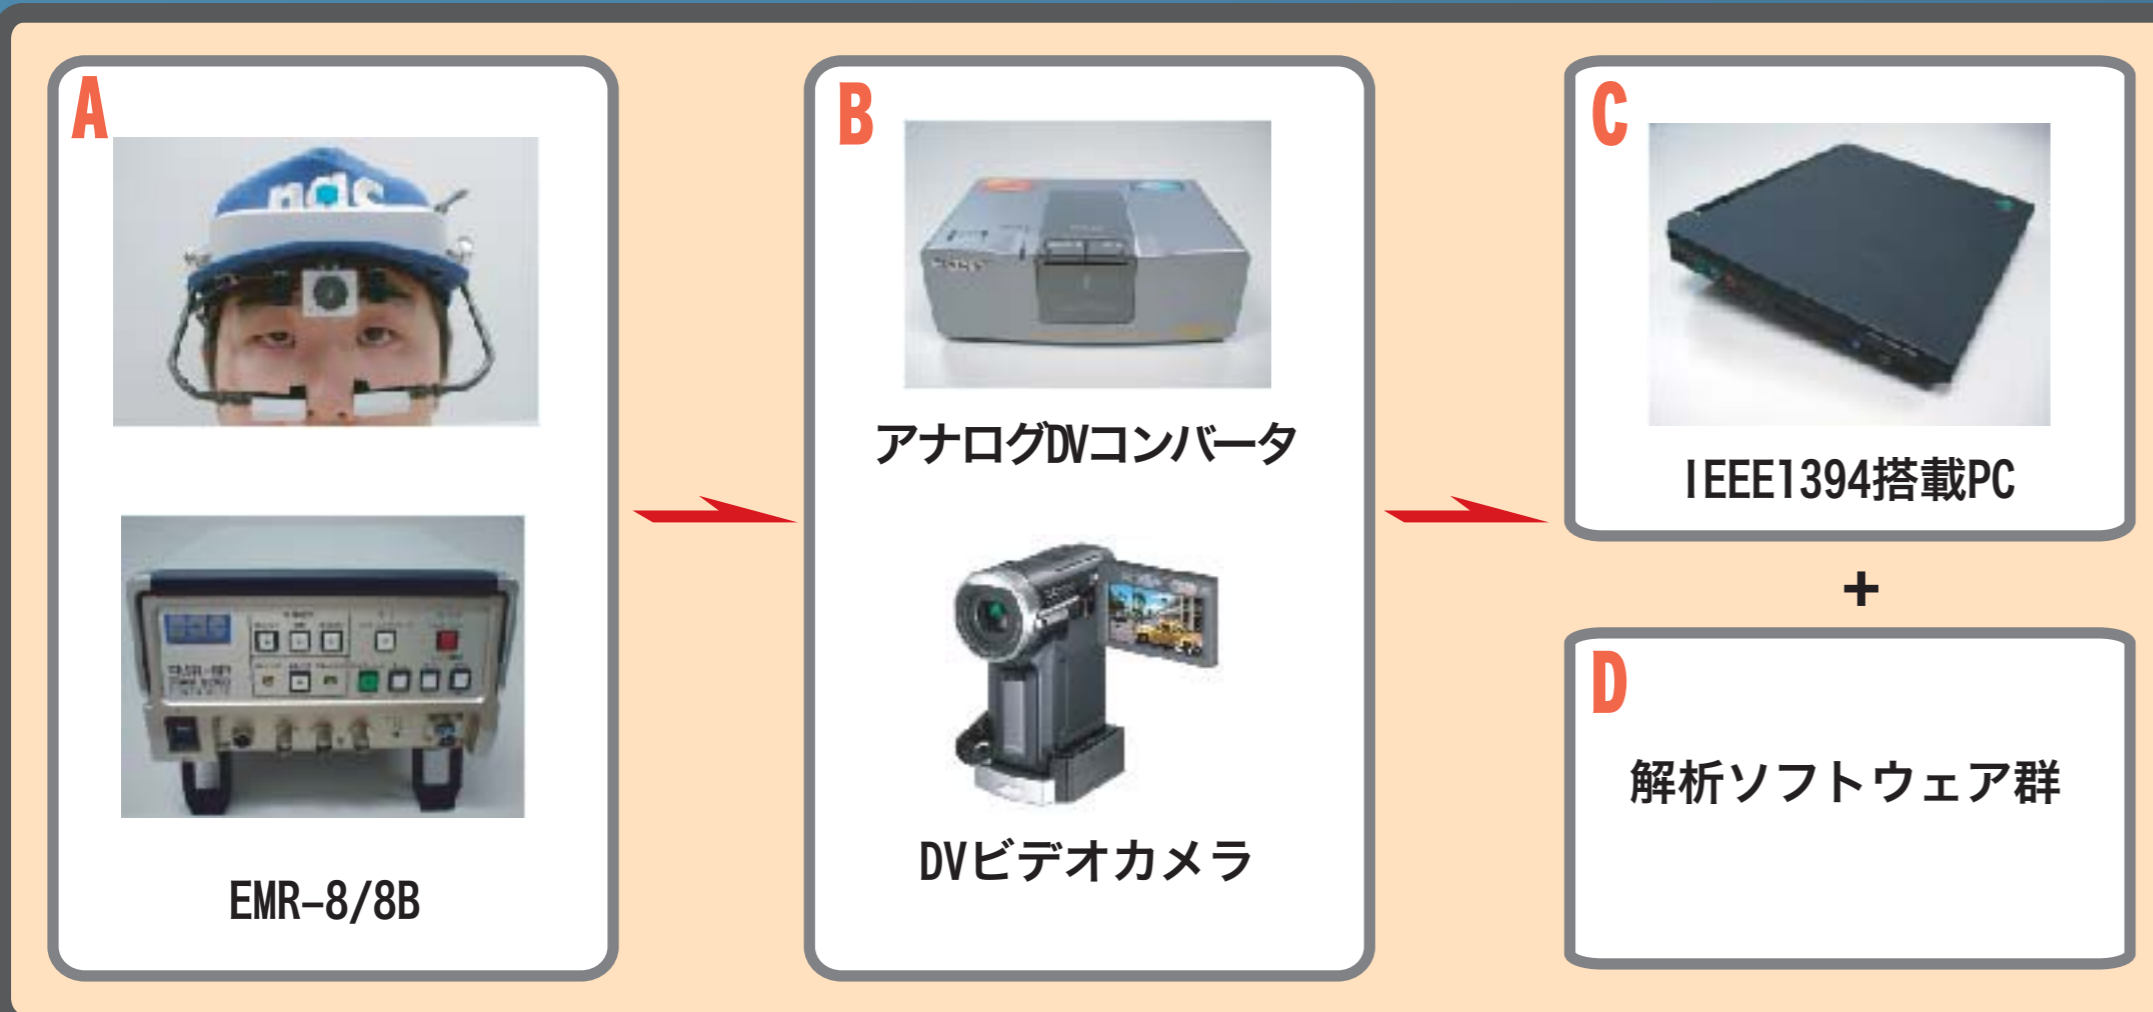 A
EMR-8/8B
B
アナログDVコンバータ
DVビデオカメラ
C
IEEE1394搭載PC
+
D
解析ソフトウェア群